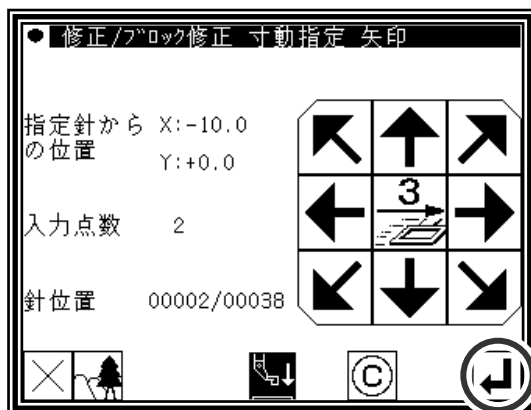 修正/ブロック修正 寸動指定 矢印
指定針から X:-10.0
の位置 Y:+0.0
3
入力点数 2
針位置 00002/00038
C